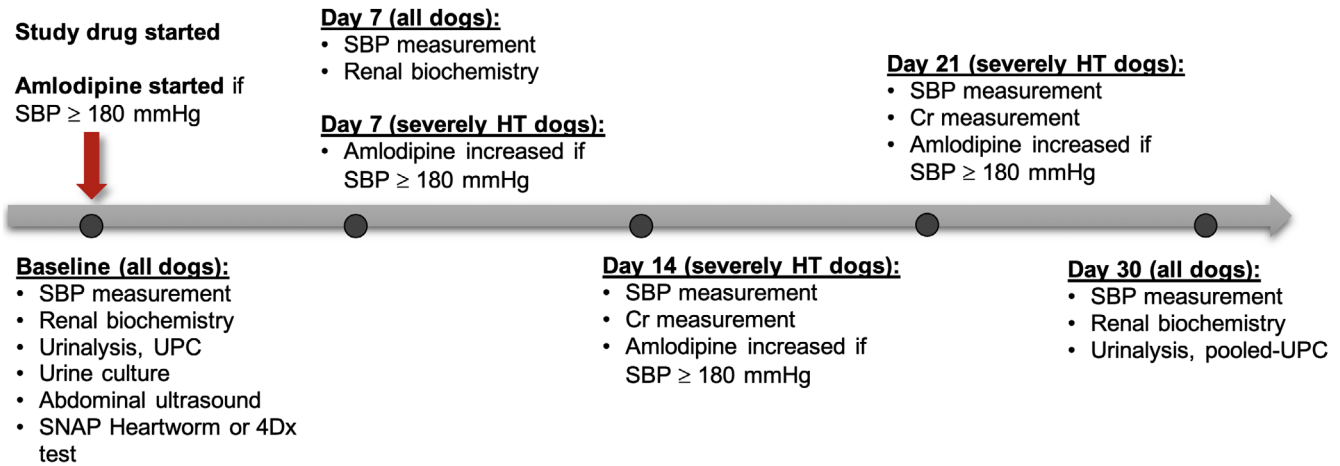 Study drug started
Amlodipine started if
SBP ≥ 180 mmHg
Day 7 (all dogs):
• SBP measurement
• Renal biochemistry
Day 7 (severely HT dogs):
• Amlodipine increased if
SBP ≥ 180 mmHg
Day 21 (severely HT dogs):
• SBP measurement
• Cr measurement
• Amlodipine increased if
SBP ≥ 180 mmHg
Baseline (all dogs):
• SBP measurement
• Renal biochemistry
• Urinalysis, UPC
• Urine culture
• Abdominal ultrasound
• SNAP Heartworm or 4Dx
test
Day 14 (severely HT dogs):
• SBP measurement
• Cr measurement
• Amlodipine increased if
SBP ≥ 180 mmHg
Day 30 (all dogs):
• SBP measurement
• Renal biochemistry
• Urinalysis, pooled-UPC